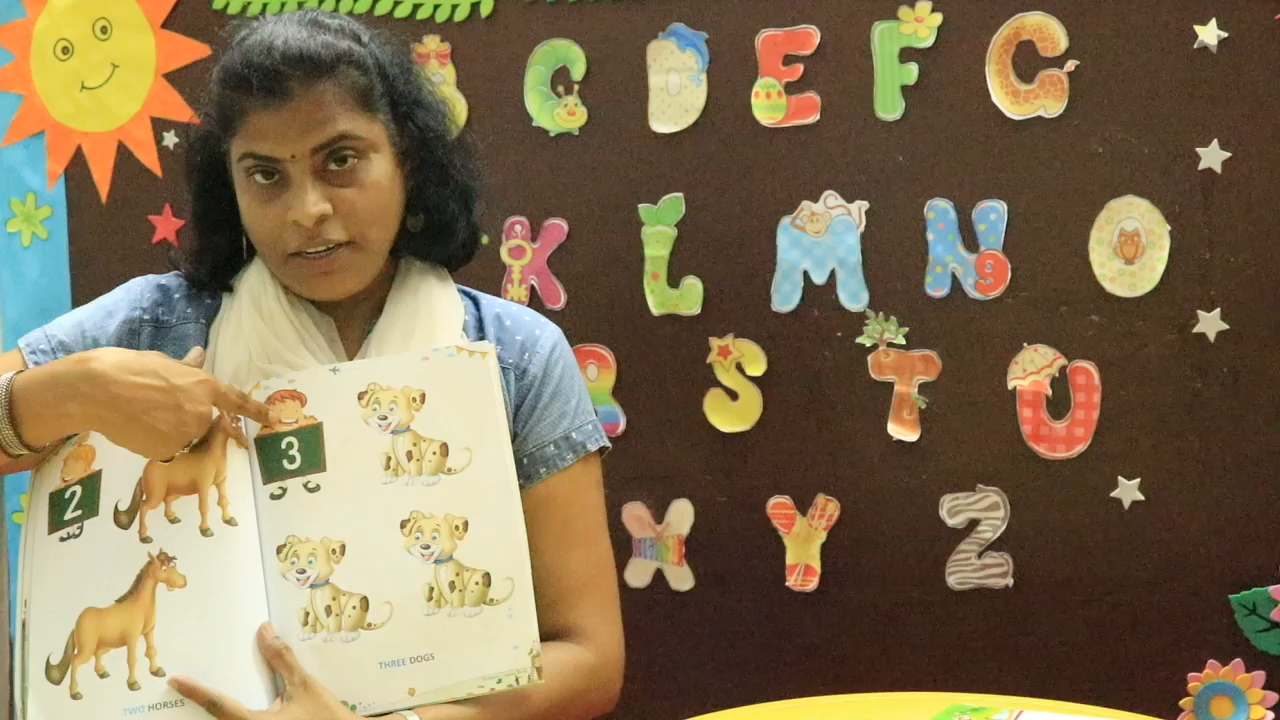 C D E F G
K L M N O
R S T U
X Y Z
2
TWO HORSES
3
THREE DOGS